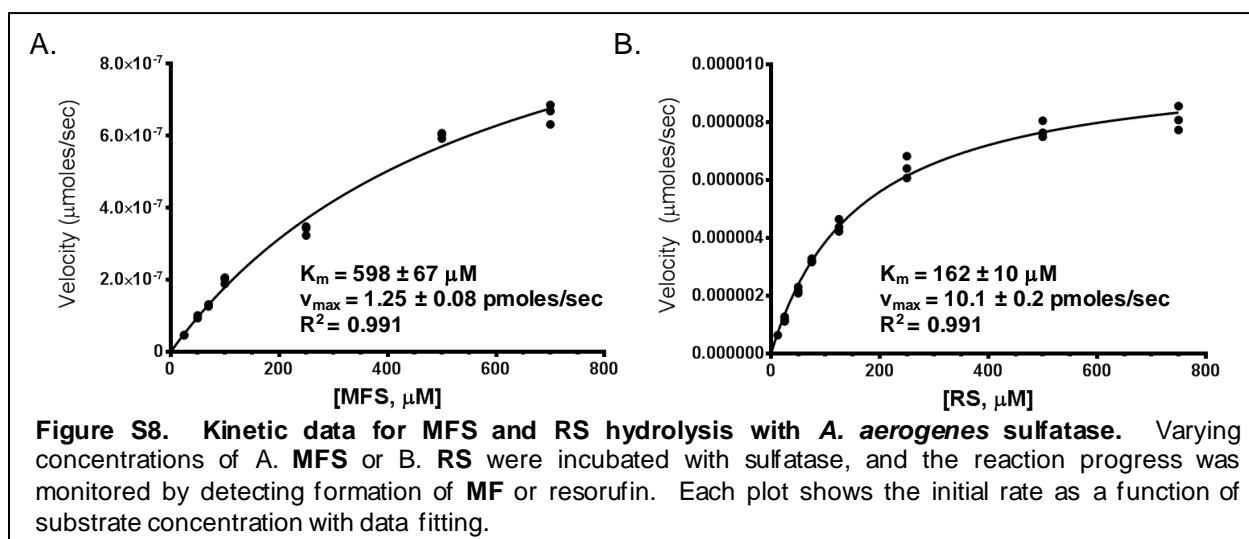 A.
8.0×10-7
6.0×10-7
4.0×10-7
2.0×10-7
0
Velocity (μmoles/sec)
Km = 598 ± 67 μM
vmax = 1.25 ± 0.08 pmoles/sec
R2 = 0.991
0 200 400 600 800
[MFS, μM]
B.
0.000010
0.000008
0.000006
0.000004
0.000002
0.000000
Velocity (μmoles/sec)
Km = 162 ± 10 μM
vmax = 10.1 ± 0.2 pmoles/sec
R2 = 0.991
0 200 400 600 800
[RS, μM]
Figure S8. Kinetic data for MFS and RS hydrolysis with A. aerogenes sulfatase. Varying
concentrations of A. MFS or B. RS were incubated with sulfatase, and the reaction progress was
monitored by detecting formation of MF or resorufin. Each plot shows the initial rate as a function of
substrate concentration with data fitting.